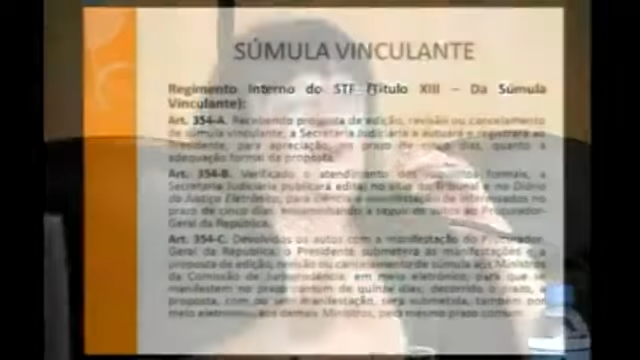 SÚMULA VINCULANTE
Regimento Interno do STF (Título XIII – Da Súmula
Vinculante):
Art. 354-A. Recebendo proposta de edição, revisão ou cancelamento
de súmula vinculante, a Secretaria Judiciária a autuará e registrará ao
Presidente, para apreciação, no prazo de cinco dias, quanto à
adequação formal da proposta.
Art. 354-B. Verificado o atendimento dos requisitos formais, a
Secretaria Judiciária publicará edital no sítio do Tribunal e no Diário
da Justiça Eletrônico, para ciência e manifestação de interessados no
prazo de cinco dias, encaminhando a seguir os autos ao Procurador-
Geral da República.
Art. 354-C. Devolvidos os autos com a manifestação do Procurador-
Geral da República, o Presidente submeterá as manifestações e a
proposta de edição, revisão ou cancelamento de súmula aos Ministros
da Comissão de Jurisprudência, em meio eletrônico, para que se
manifestem no prazo comum de quinze dias; decorrido o prazo, a
proposta, com ou sem manifestação, será submetida, também por
meio eletrônico, aos demais Ministros, pelo mesmo prazo comum.